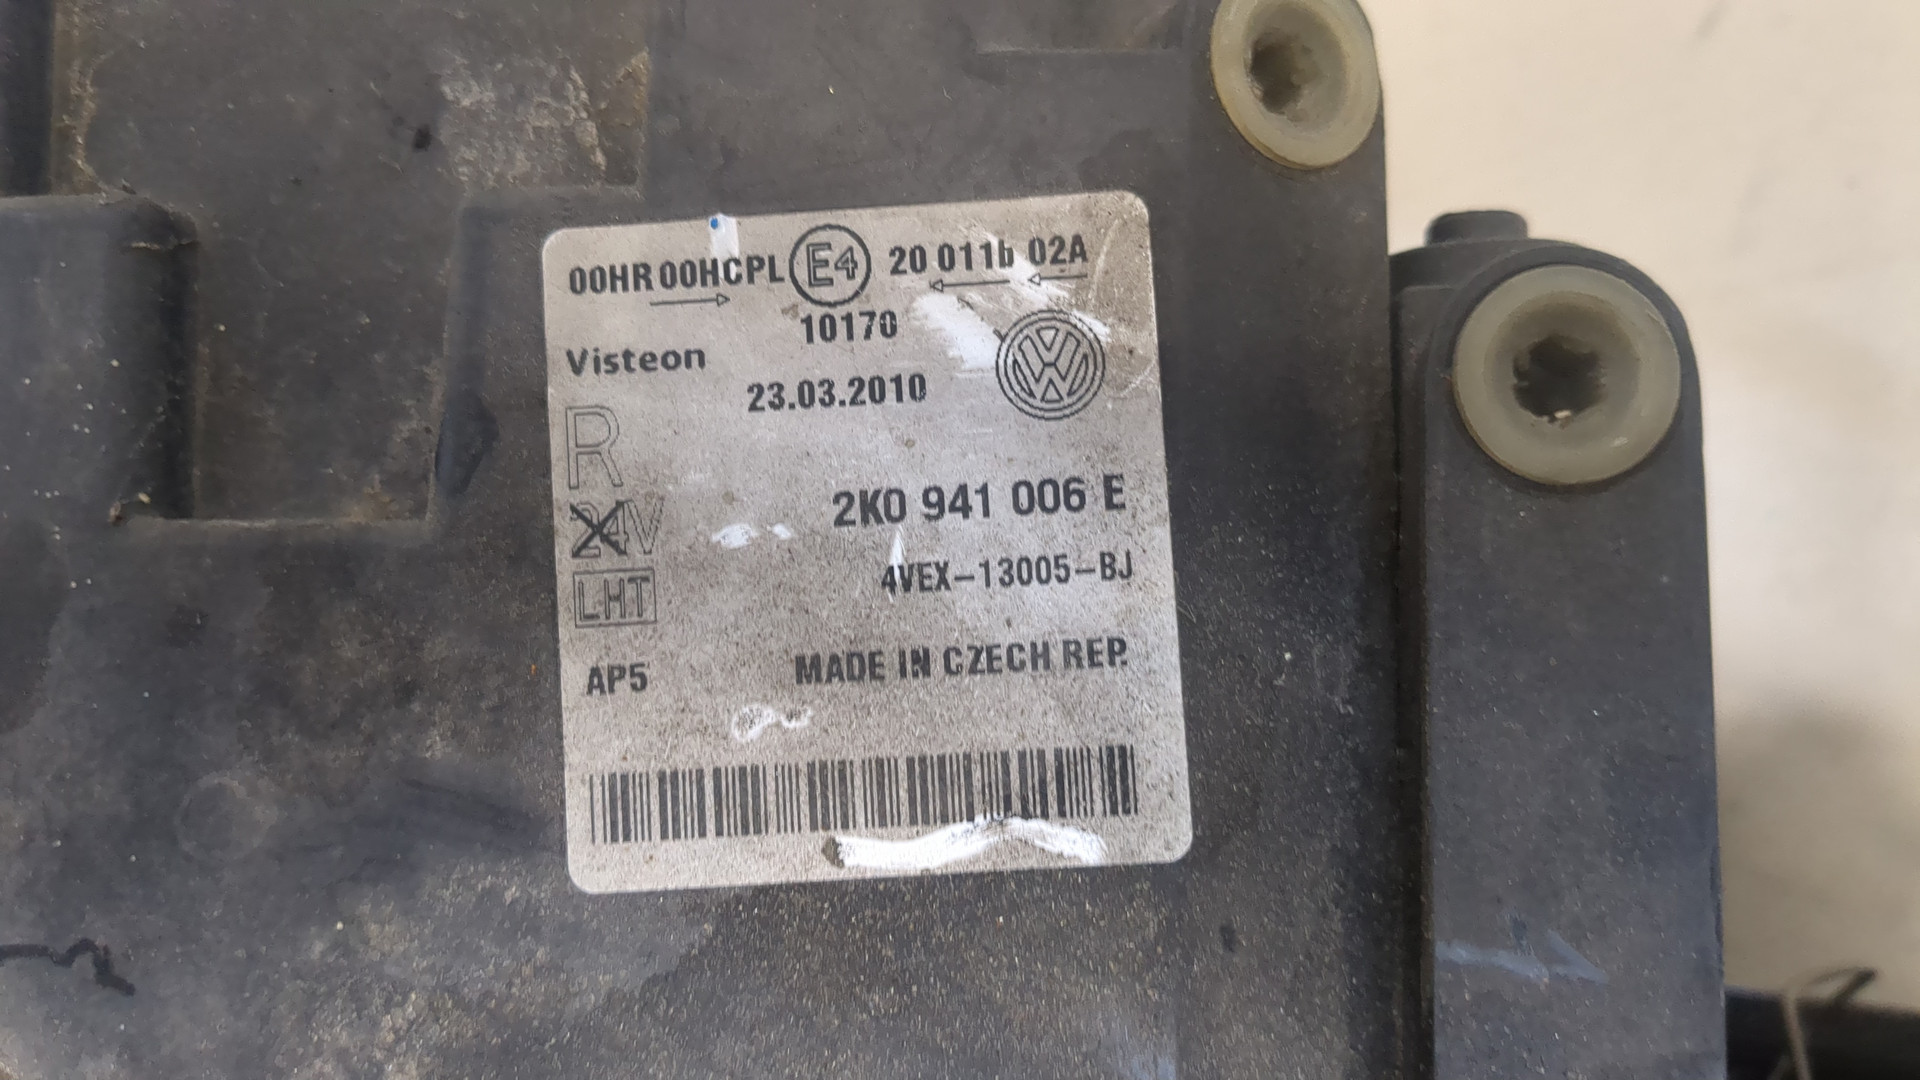 00HR 00HCPL E4 20 011b 02A
10170
Visteon
23.03.2010
R
2K0 941 006 E
24V
4VEX-13005-BJ
LHT
AP5 MADE IN CZECH REP.